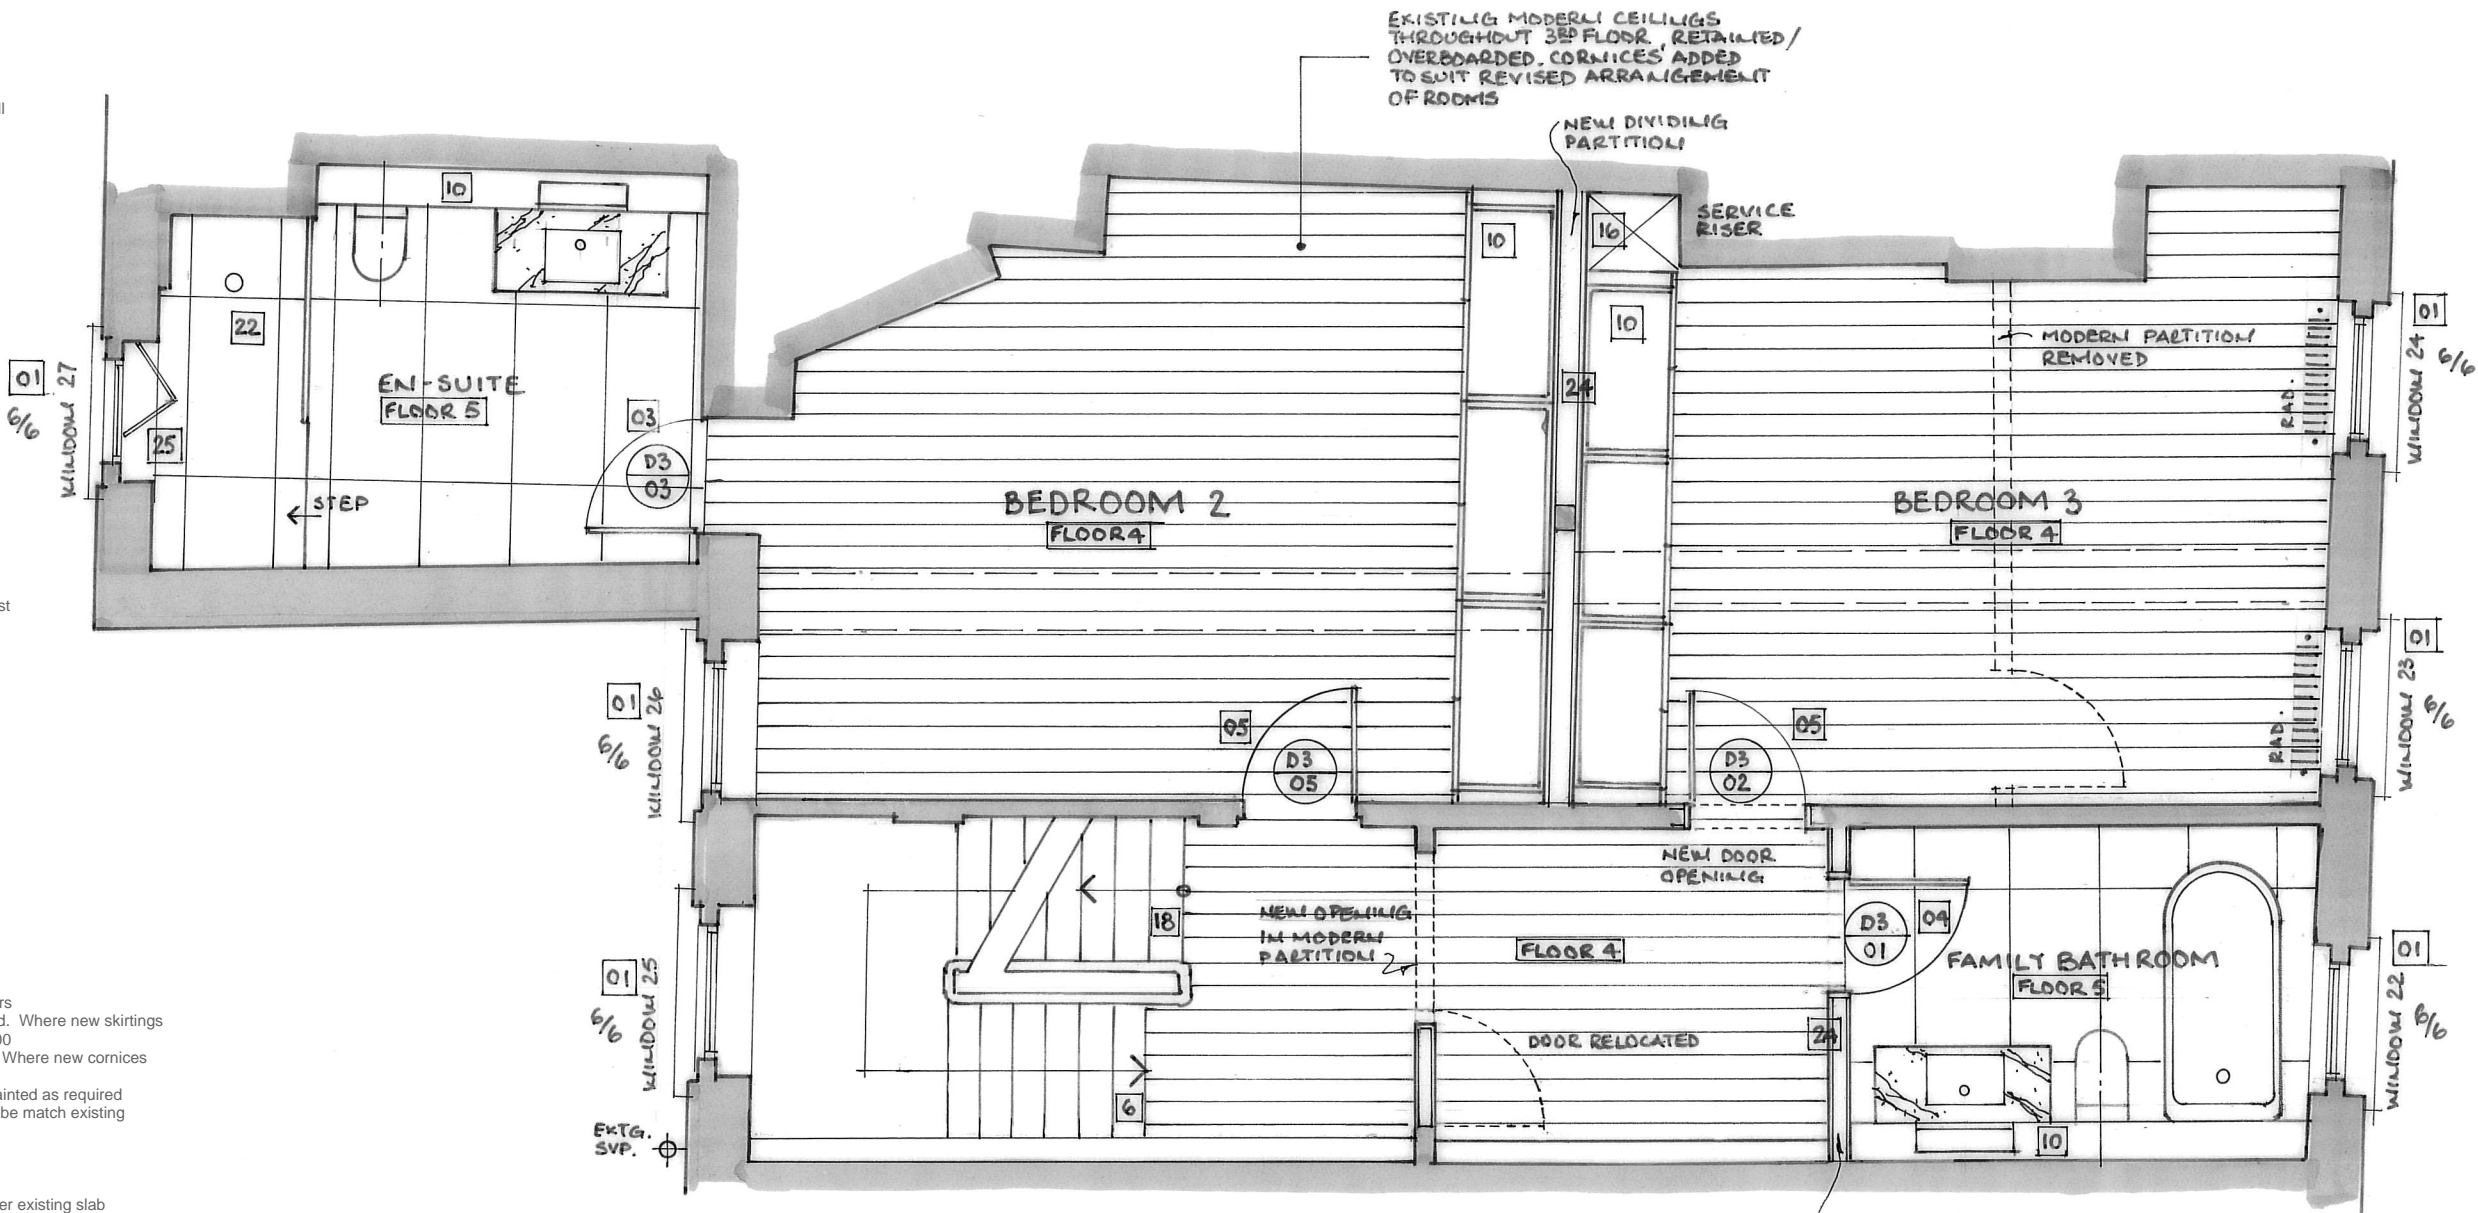 EXISTING MODERN CEILINGS
THROUGHOUT 3RD FLOOR RETAINED/
OVERBOARDED. CORNICES ADDED
TO SUIT REVISED ARRANGEMENT
OF ROOMS
NEW DIVIDING
PARTITION
ll
10
SERVICE
RISER
16
10
10
22
MODERN PARTITION
REMOVED
01
6/6
WINDOW 24
RAD.
01
6/6
WINDOW 27
EN-SUITE
FLOOR 5
03
24
25
D3
03
STEP
BEDROOM 2
FLOOR 4
BEDROOM 3
FLOOR 4
st
01
6/6
WINDOW 26
05
D3
05
05
D3
02
RAD.
01
6/6
WINDOW 23
NEW DOOR
OPENING
18
NEW OPENING
IN MODERN
PARTITION
FLOOR 4
D3
01
04
FAMILY BATHROOM
FLOOR 5
01
6/6
WINDOW 22
01
6/6
WINDOW 25
rs
d. Where new skirtings
00
Where new cornices
ainted as required
be match existing
DOOR RELOCATED
24
6
10
EXTG.
SVP.
er existing slab